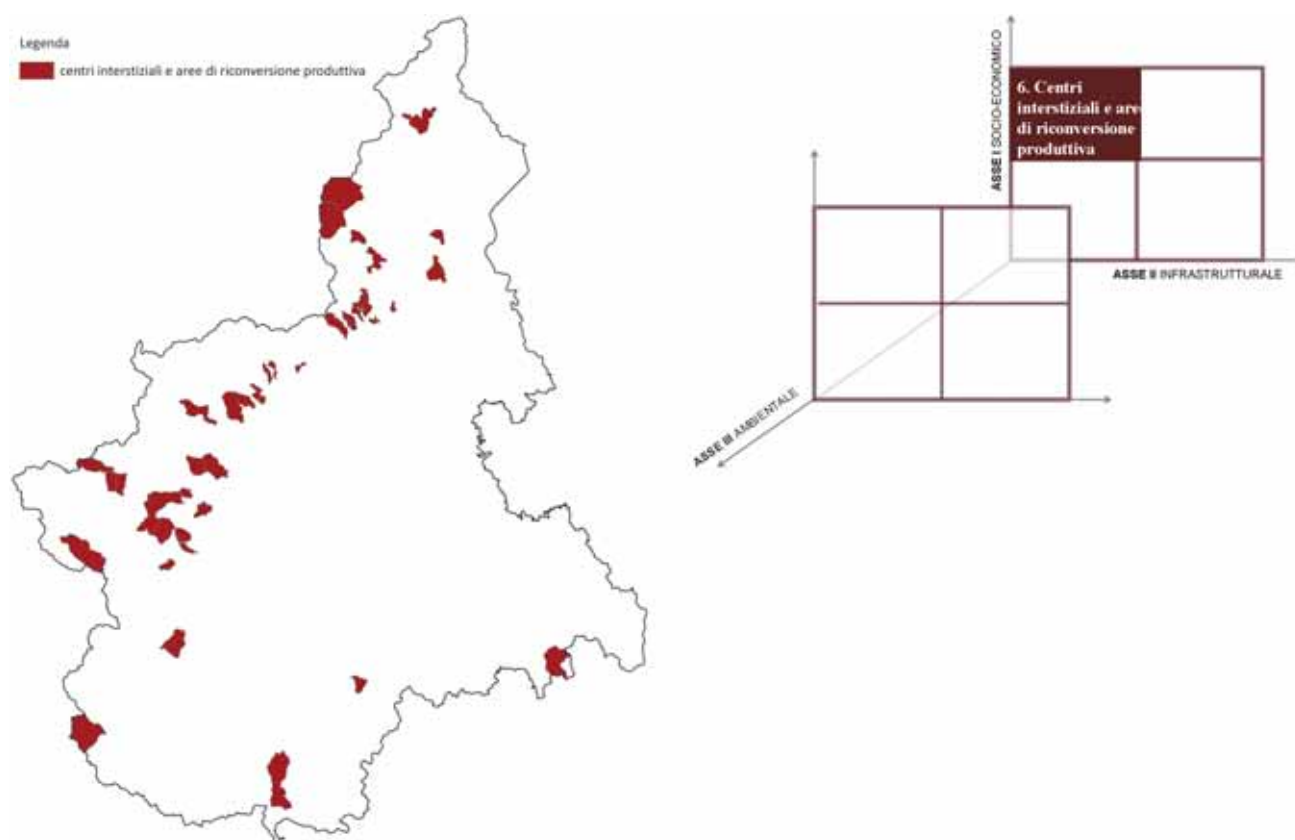 Legenda
centri interstiziali e aree di riconversione produttiva
ASSE I SOCIO-ECONOMICO
6. Centri
interstiziali e aree
di riconversione
produttiva
ASSE II INFRASTRUTTURALE
ASSE III AMBIENTALE